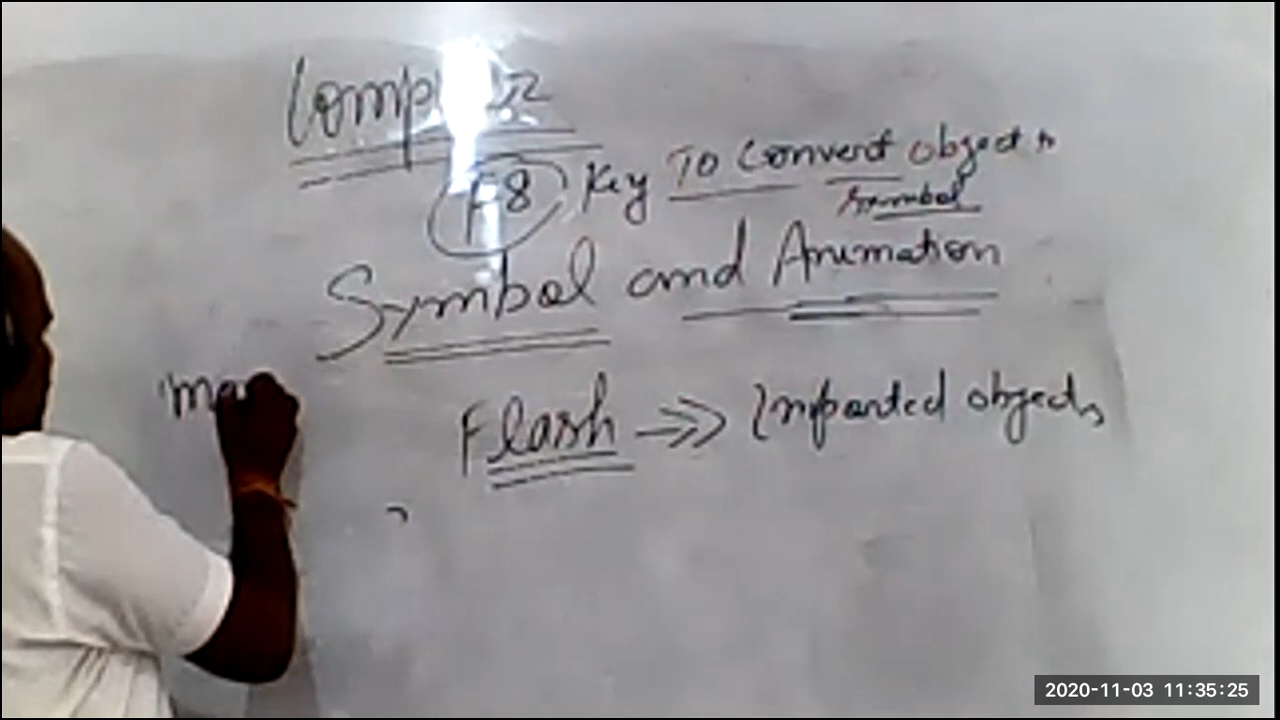 F8 Key To Convert object to
Symbol
Symbol and Animation
Flash →>> Imported objects
2020-11-03 11:35:25